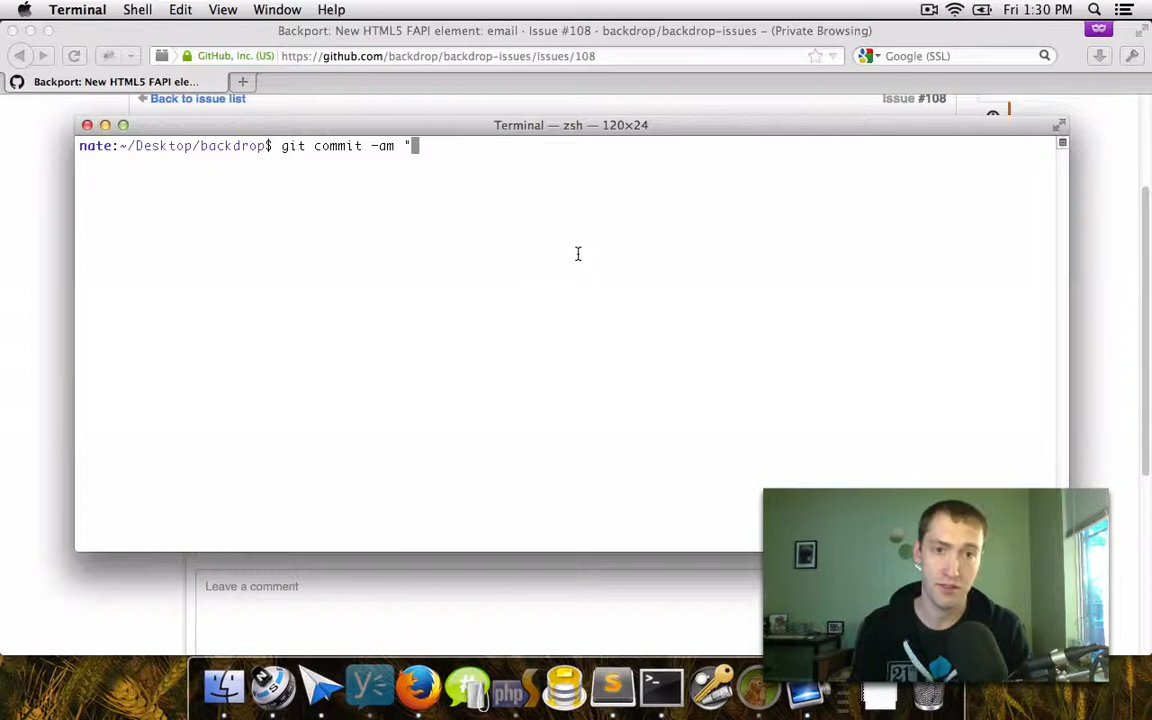 Terminal Shell Edit View Window Help Fri 1:30 PM
Backport: New HTML5 FAPI element: email · Issue #108 · backdrop/backdrop-issues – (Private Browsing)
GitHub, Inc. (US) https://github.com/backdrop/backdrop-issues/issues/108 Google (SSL)
Backport: New HTML5 FAPI ele...
Back to issue list Issue #108
Terminal — zsh — 120×24
nate:~/Desktop/backdrop$ git commit -am "
Leave a comment
php